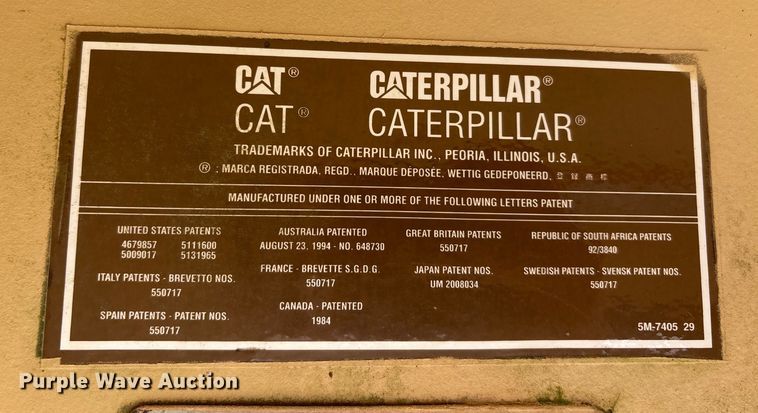 CAT® CATERPILLAR®
CAT® CATERPILLAR®
TRADEMARKS OF CATERPILLAR INC., PEORIA, ILLINOIS, U.S.A.
® : MARCA REGISTRADA, REGD., MARQUE DÉPOSÉE, WETTIG GEDEPONEERD, 登 録 商 標
MANUFACTURED UNDER ONE OR MORE OF THE FOLLOWING LETTERS PATENT
UNITED STATES PATENTS
4679857 5111600
5009017 5131965
ITALY PATENTS - BREVETTO NOS.
550717
SPAIN PATENTS - PATENT NOS.
550717
AUSTRALIA PATENTED
AUGUST 23, 1994 - NO. 648730
FRANCE - BREVETTE S.G.D.G.
550717
CANADA - PATENTED
1984
GREAT BRITAIN PATENTS
550717
JAPAN PATENT NOS.
UM 2008034
REPUBLIC OF SOUTH AFRICA PATENTS
92/3840
SWEDISH PATENTS - SVENSK PATENT NOS.
550717
5M-7405 29
Purple Wave Auction